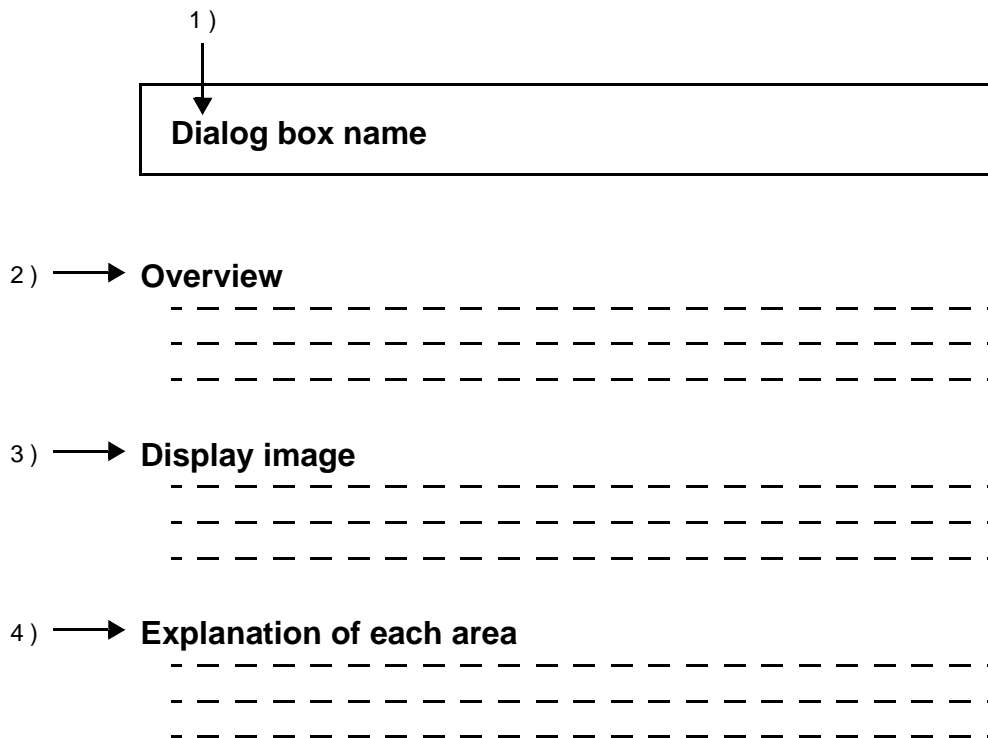 1)
Dialog box name
2) Overview
3) Display image
4) Explanation of each area